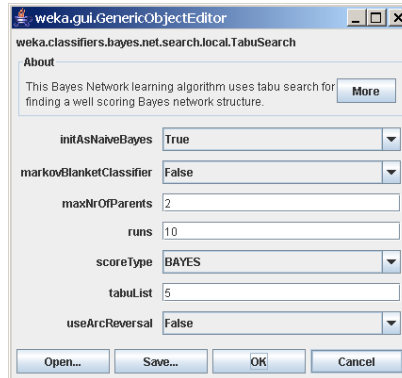 weka.gui.GenericObjectEditor
weka.classifiers.bayes.net.search.local.TabuSearch
About
This Bayes Network learning algorithm uses tabu search for
finding a well scoring Bayes network structure.
More
initAsNaiveBayes True
markovBlanketClassifier False
maxNrOfParents 2
runs 10
scoreType BAYES
tabuList 5
useArcReversal False
Open... Save... OK Cancel